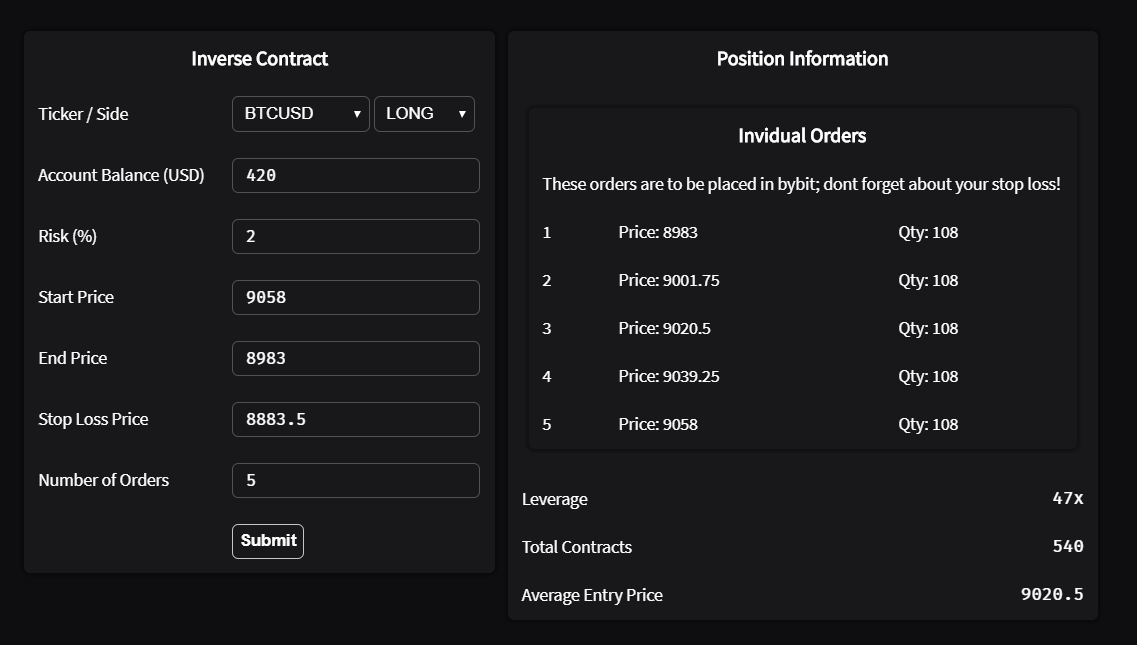 Inverse Contract
Ticker / Side BTCUSD LONG
Account Balance (USD) 420
Risk (%) 2
Start Price 9058
End Price 8983
Stop Loss Price 8883.5
Number of Orders 5
Submit
Position Information
Invidual Orders
These orders are to be placed in bybit; dont forget about your stop loss!
1 Price: 8983 Qty: 108
2 Price: 9001.75 Qty: 108
3 Price: 9020.5 Qty: 108
4 Price: 9039.25 Qty: 108
5 Price: 9058 Qty: 108
Leverage 47x
Total Contracts 540
Average Entry Price 9020.5